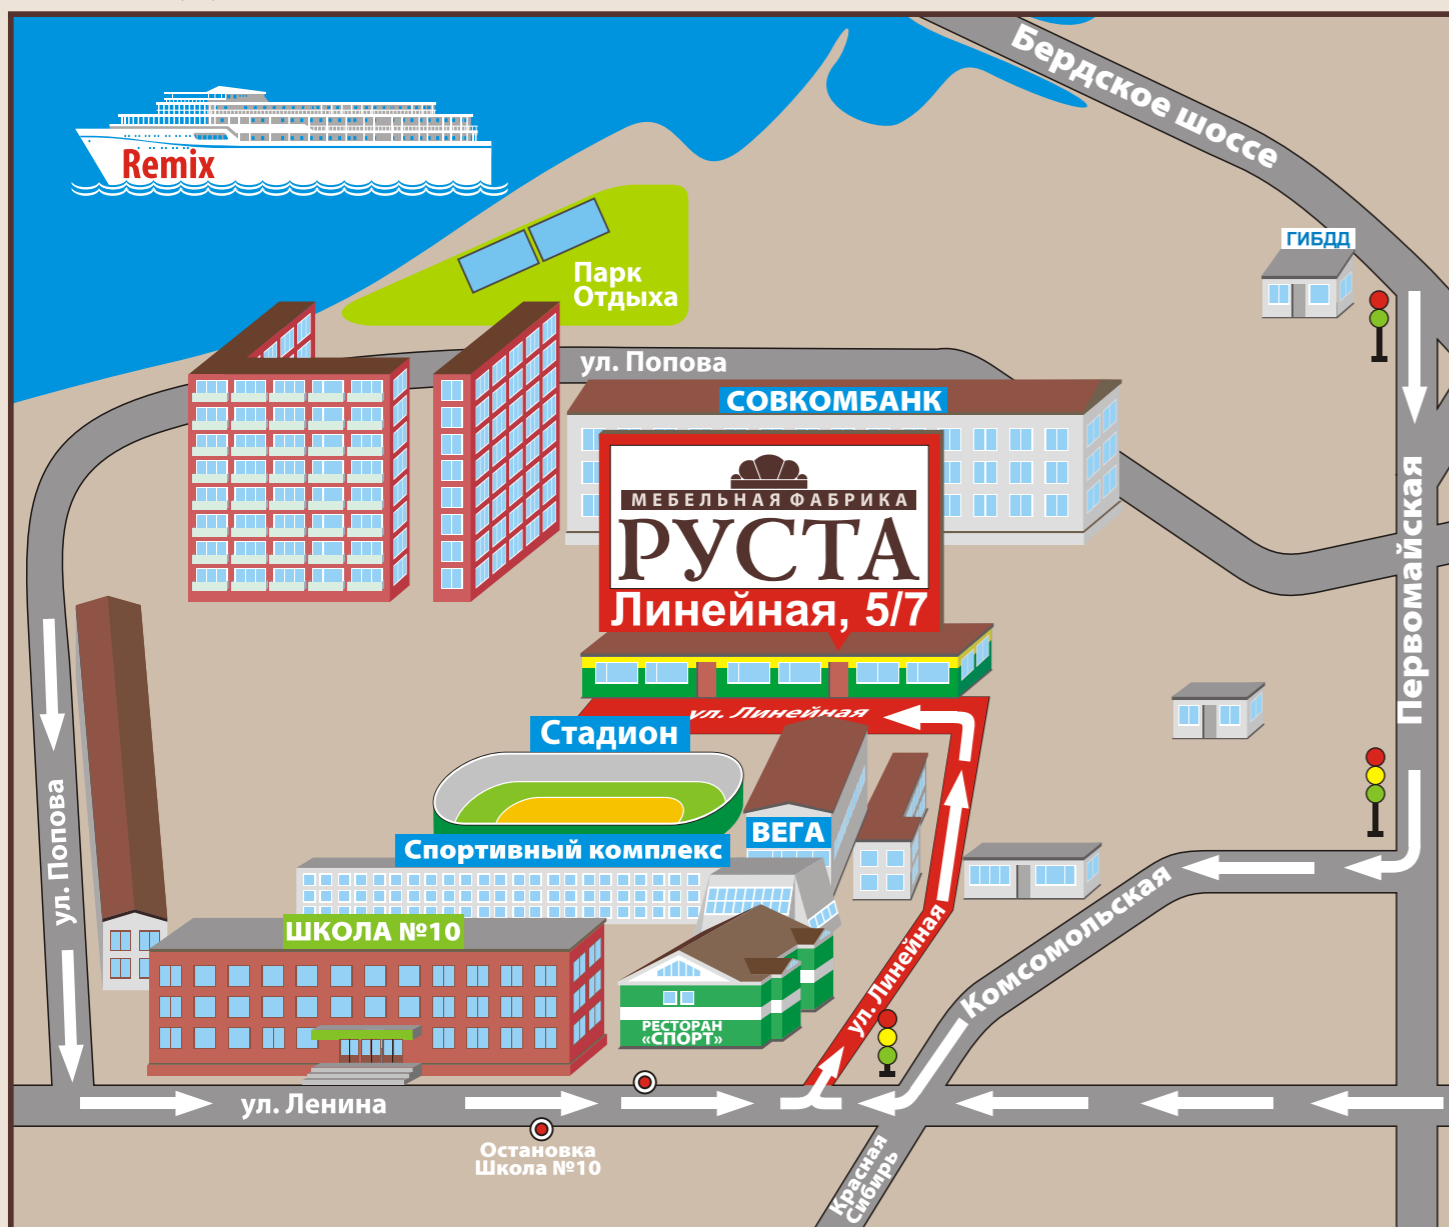 Бердское шоссе
Remix
ГИБДД
Парк
Отдыха
ул. Попова
СОВКОМБАНК
МЕБЕЛЬНАЯ ФАБРИКА
РУСТА
Линейная, 5/7
Первомайская
ул. Линейная
Стадион
ВЕГА
Спортивный комплекс
ул. Попова
ШКОЛА №10
Комсомольская
ул. Линейная
РЕСТОРАН
«СПОРТ»
ул. Ленина
Остановка
Школа №10
Красная
Сибирь